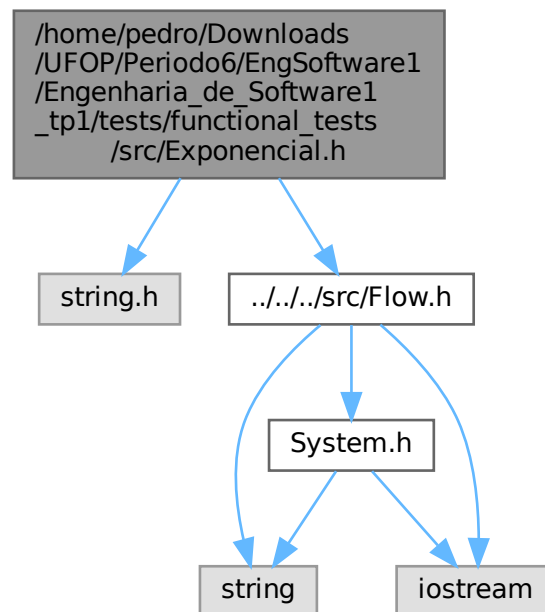 /home/pedro/Downloads
/UFOP/Periodo6/EngSoftware1
/Engenharia_de_Software1
_tp1/tests/functional_tests
/src/Exponencial.h
string.h
../../../src/Flow.h
System.h
string
iostream